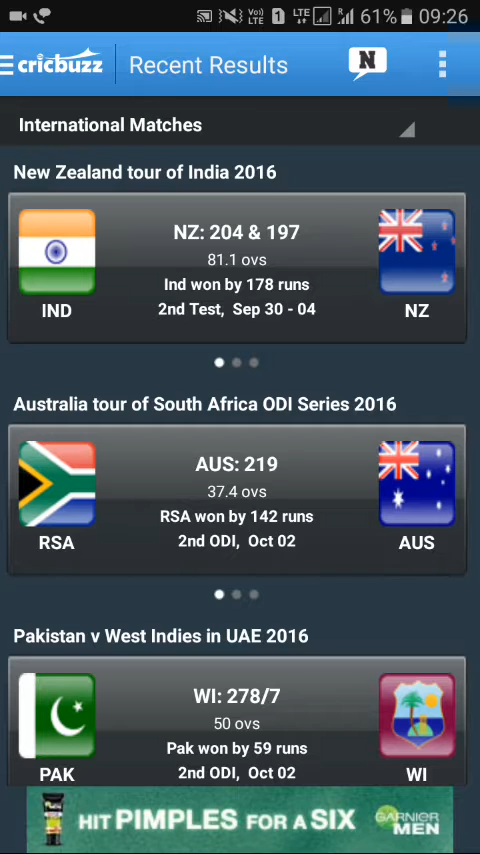 Vo)) LTE 1 LTE 61% 09:26
cricbuzz Recent Results N
International Matches
New Zealand tour of India 2016
NZ: 204 & 197
81.1 ovs
Ind won by 178 runs
2nd Test, Sep 30 - 04
IND NZ
Australia tour of South Africa ODI Series 2016
AUS: 219
37.4 ovs
RSA won by 142 runs
2nd ODI, Oct 02
RSA AUS
Pakistan v West Indies in UAE 2016
WI: 278/7
50 ovs
Pak won by 59 runs
2nd ODI, Oct 02
PAK WI
HIT PIMPLES FOR A SIX GARNIER MEN